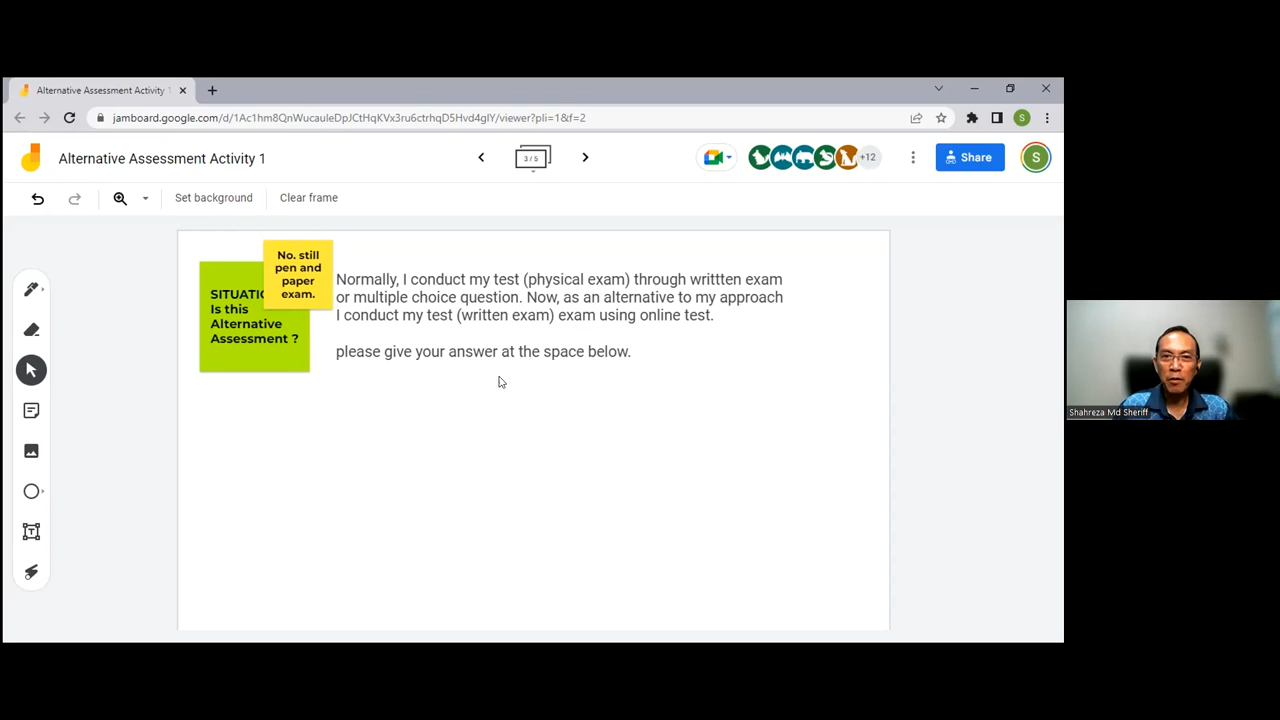 Alternative Assessment Activity 1
jamboard.google.com/d/1Ac1hm8QnWucauleDpJCtHqKVx3ru6ctrhqD5Hvd4gIY/viewer?pli=1&f=2
S
Alternative Assessment Activity 1
3 / 5
+12
Share
S
Set background
Clear frame
No. still
pen and
paper
exam.
SITUATIO
Is this
Alternative
Assessment ?
Normally, I conduct my test (physical exam) through writtten exam
or multiple choice question. Now, as an alternative to my approach
I conduct my test (written exam) exam using online test.
please give your answer at the space below.
Shahreza Md Sheriff